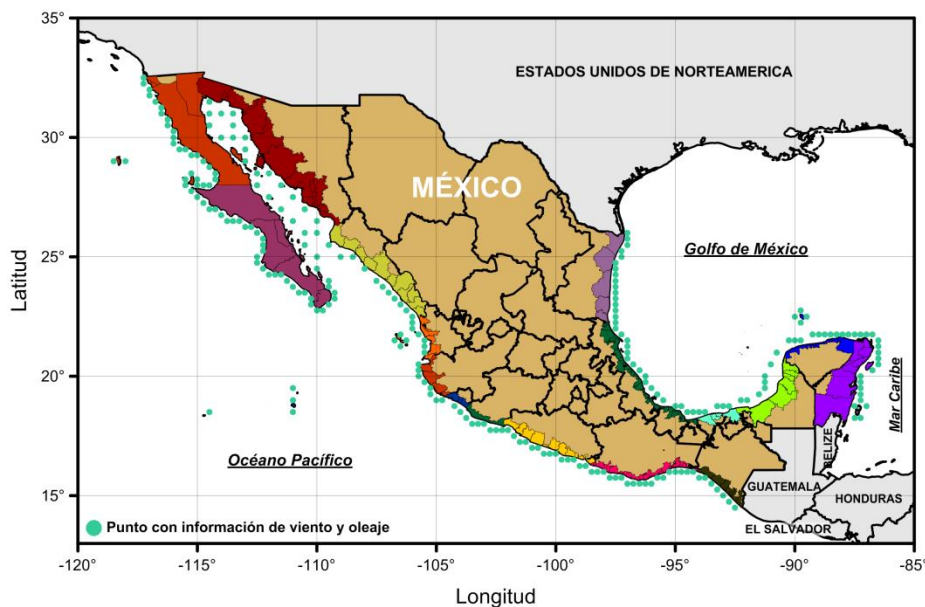 35°
30°
25°
20°
15°
Latitud
ESTADOS UNIDOS DE NORTEAMERICA
MÉXICO
Golfo de México
Mar Caribe
Océano Pacífico
BELIZE
GUATEMALA
HONDURAS
EL SALVADOR
Punto con información de viento y oleaje
-120° -115° -110° -105° -100° -95° -90° -85°
Longitud